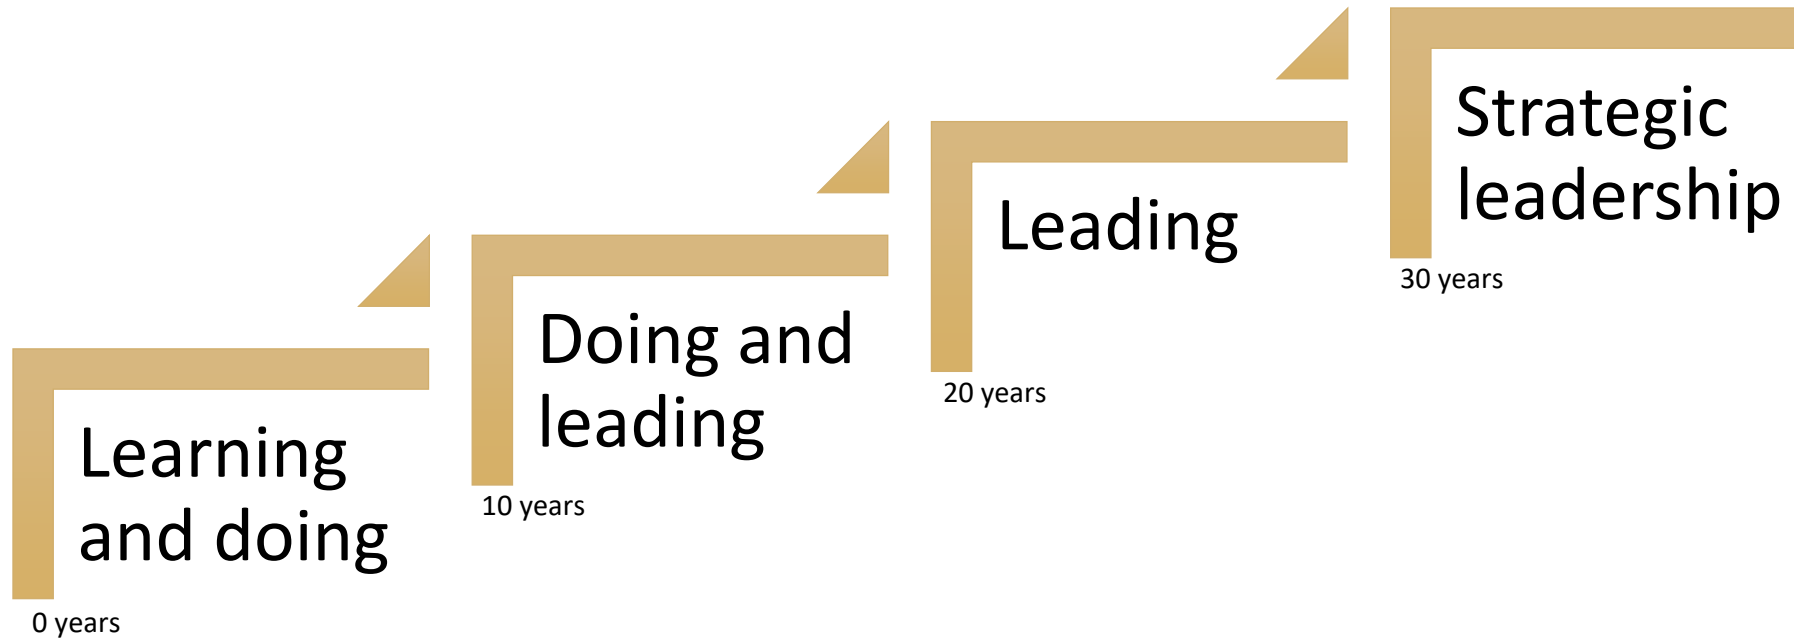 Learning
and doing
0 years
Doing and
leading
10 years
Leading
20 years
Strategic
leadership
30 years